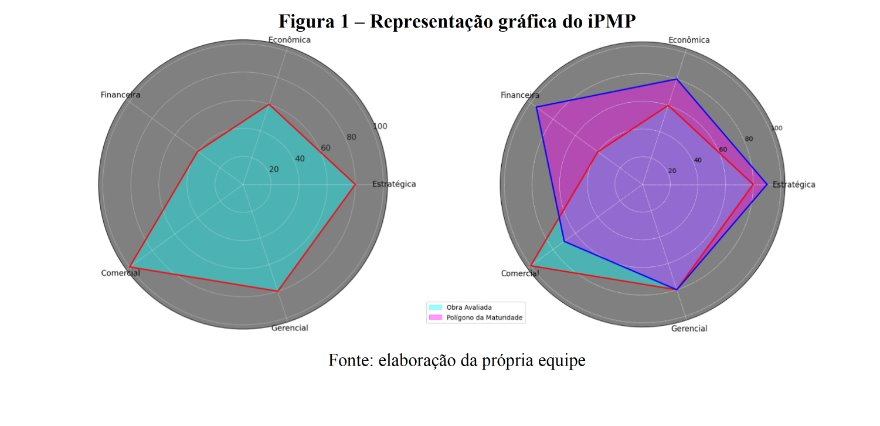 Figura 1 – Representação gráfica do iPMP
Econômica
Financeira
100
80
60
40
20
Estratégica
Comercial
Gerencial
Econômica
Financeira
100
80
60
40
20
Estratégica
Comercial
Gerencial
Obra Avaliada
Polígono da Maturidade
Fonte: elaboração da própria equipe